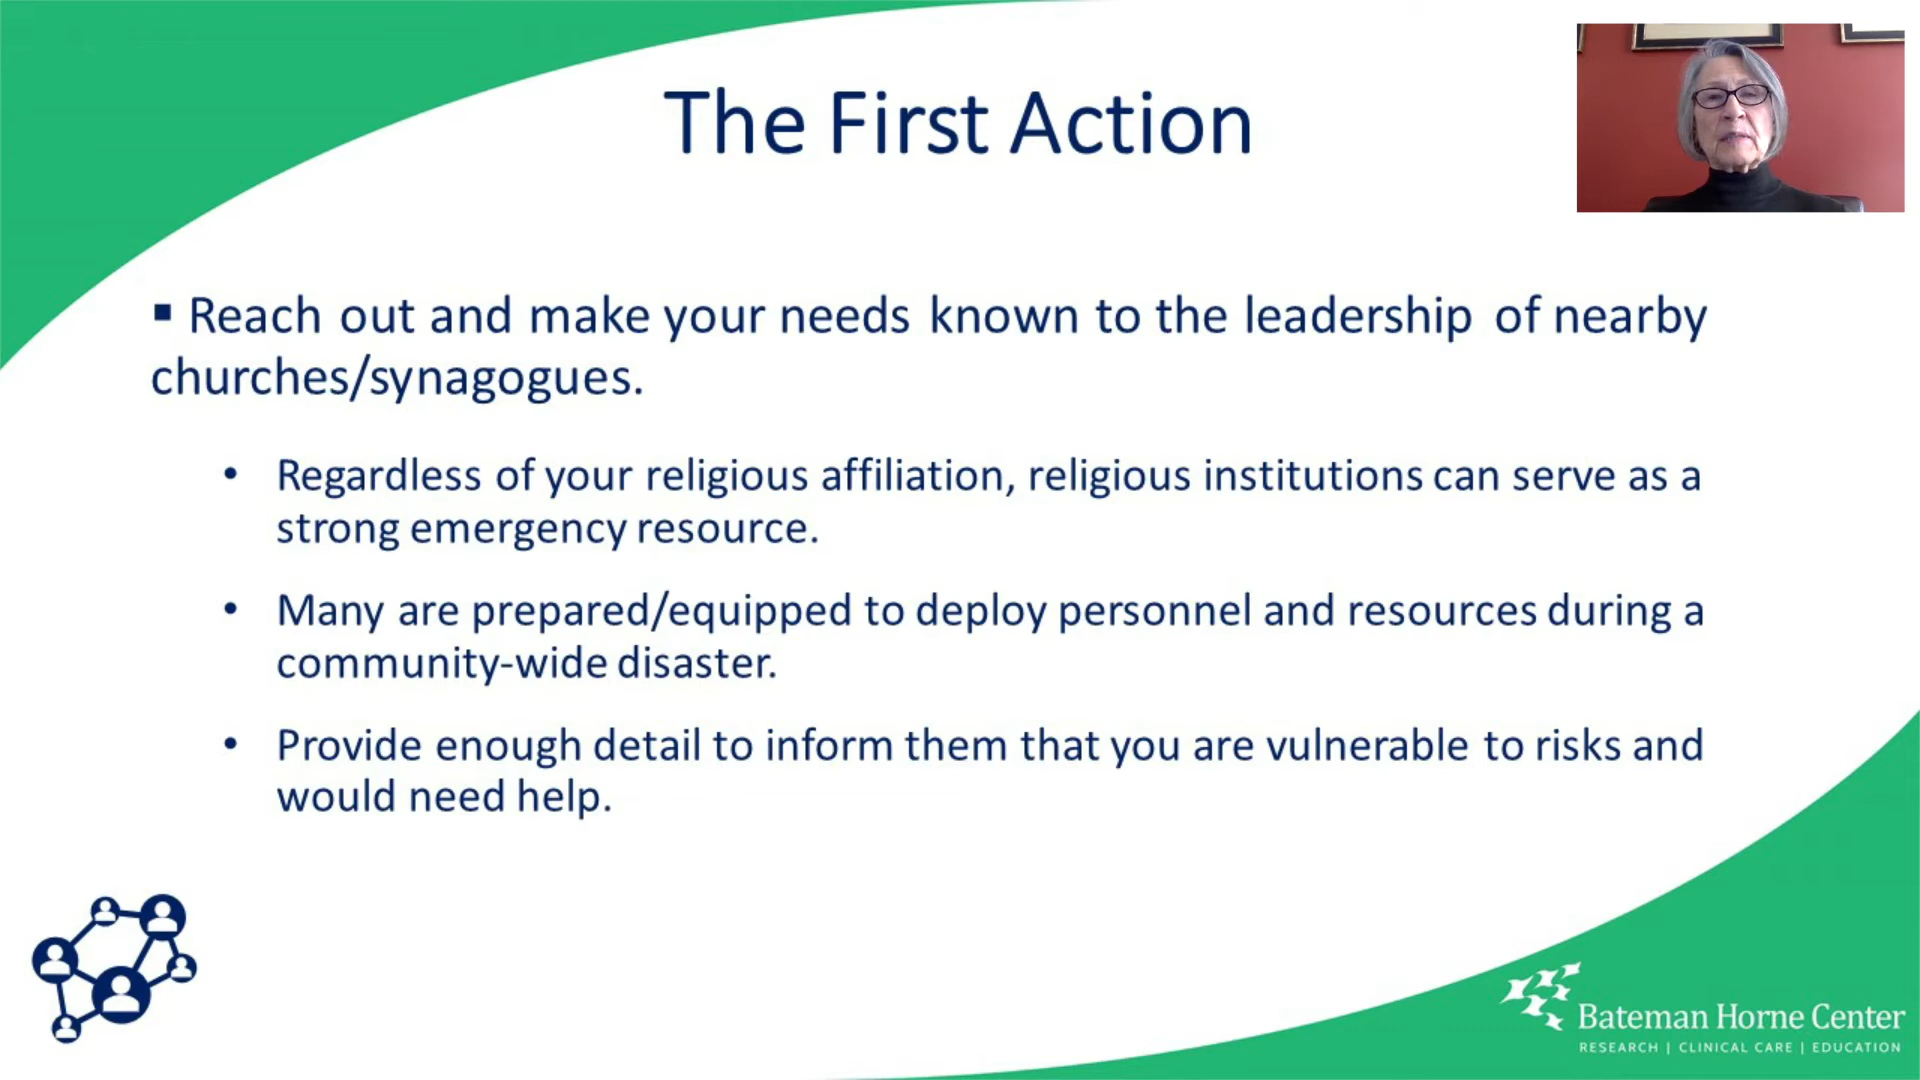 The First Action
▪ Reach out and make your needs known to the leadership of nearby
churches/synagogues.
• Regardless of your religious affiliation, religious institutions can serve as a
strong emergency resource.
• Many are prepared/equipped to deploy personnel and resources during a
community-wide disaster.
• Provide enough detail to inform them that you are vulnerable to risks and
would need help.
Bateman Horne Center
RESEARCH | CLINICAL CARE | EDUCATION